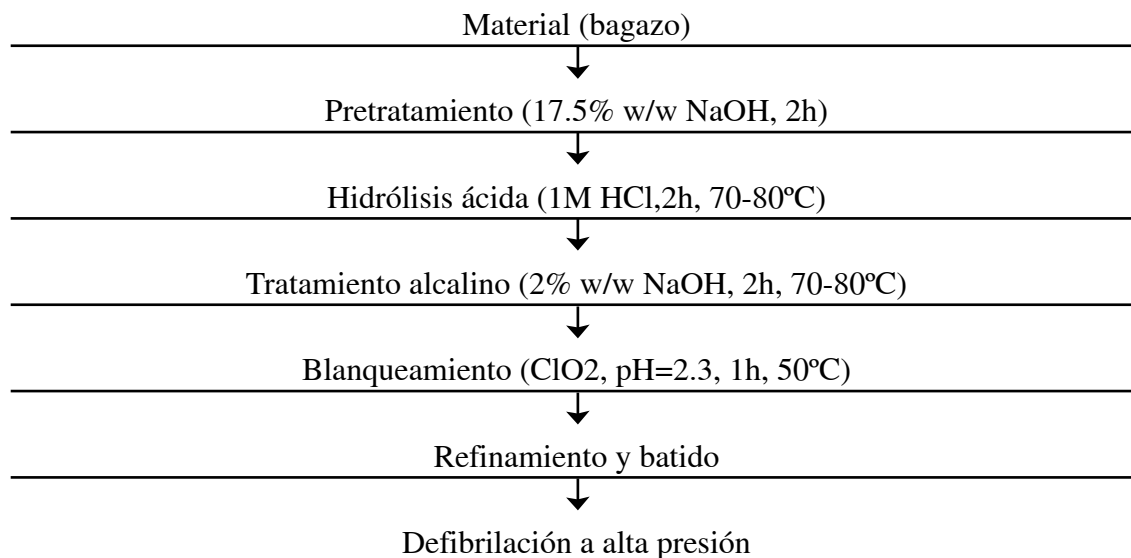 Material (bagazo)
Pretratamiento (17.5% w/w NaOH, 2h)
Hidrólisis ácida (1M HCl,2h, 70-80ºC)
Tratamiento alcalino (2% w/w NaOH, 2h, 70-80ºC)
Blanqueamiento (ClO2, pH=2.3, 1h, 50ºC)
Refinamiento y batido
Defibrilación a alta presión